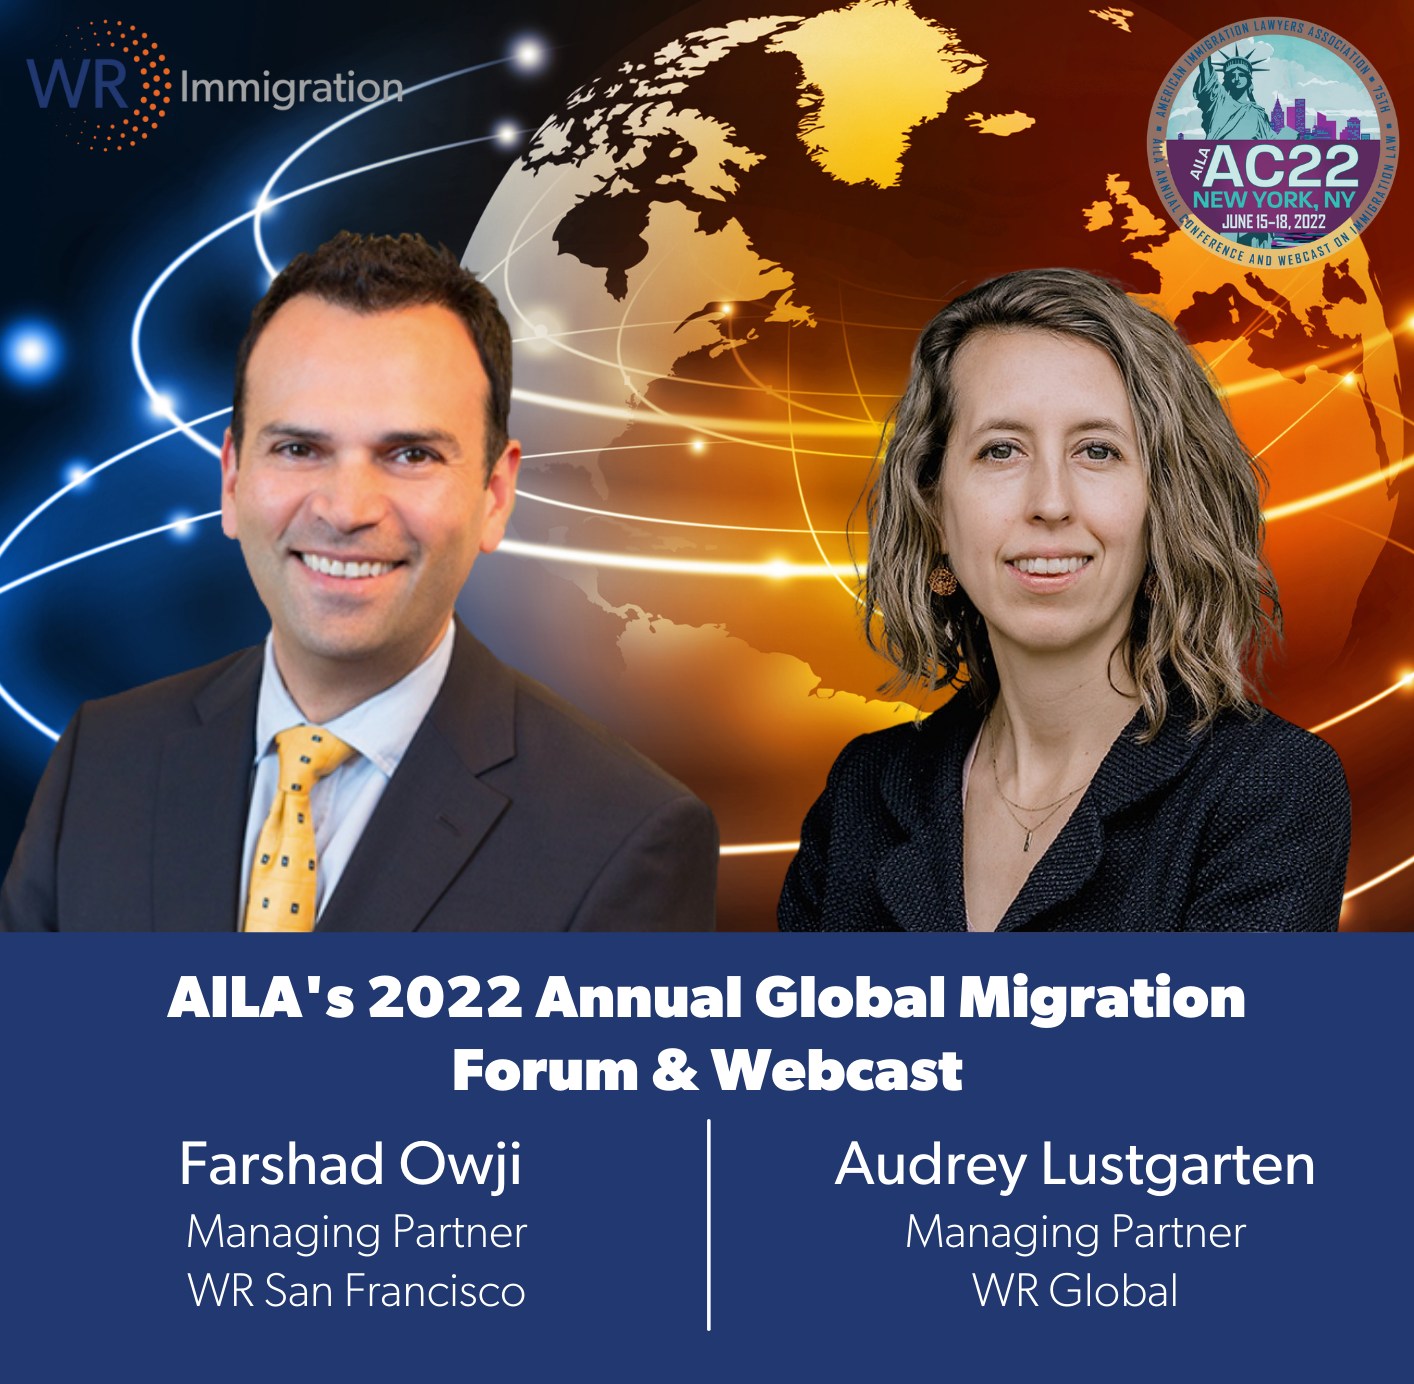 WR Immigration
AMERICAN IMMIGRATION LAWYERS ASSOCIATION • 75TH •
AILA ANNUAL CONFERENCE AND WEBCAST ON IMMIGRATION LAW
AILA AC22
NEW YORK, NY
JUNE 15-18, 2022
AILA's 2022 Annual Global Migration
Forum & Webcast
Farshad Owji
Managing Partner
WR San Francisco
Audrey Lustgarten
Managing Partner
WR Global